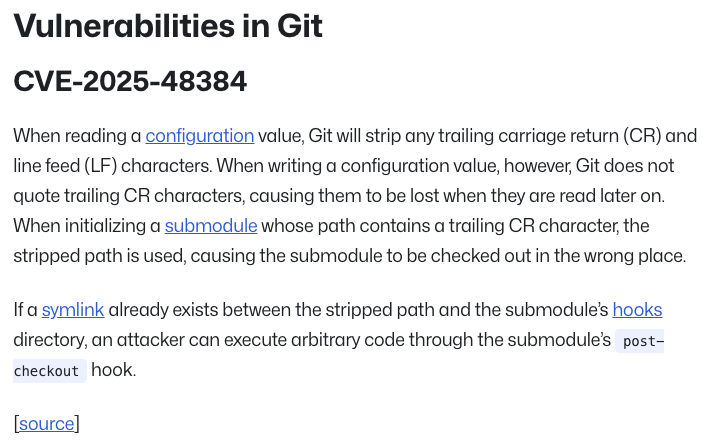 Vulnerabilities in Git
CVE-2025-48384
When reading a configuration value, Git will strip any trailing carriage return (CR) and
line feed (LF) characters. When writing a configuration value, however, Git does not
quote trailing CR characters, causing them to be lost when they are read later on.
When initializing a submodule whose path contains a trailing CR character, the
stripped path is used, causing the submodule to be checked out in the wrong place.
If a symlink already exists between the stripped path and the submodule’s hooks
directory, an attacker can execute arbitrary code through the submodule’s post-
checkout hook.
[source]